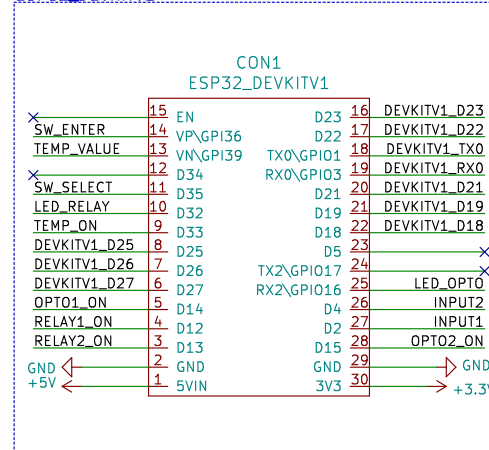 CON1
ESP32_DEVKITV1
15 EN D23 16 DEVKITV1_D23
SW_ENTER 14 VP\GPI36 D22 17 DEVKITV1_D22
TEMP_VALUE 13 VN\GPI39 TX0\GPIO1 18 DEVKITV1_TX0
12 D34 RX0\GPIO3 19 DEVKITV1_RX0
SW_SELECT 11 D35 D21 20 DEVKITV1_D21
LED_RELAY 10 D32 D19 21 DEVKITV1_D19
TEMP_ON 9 D33 D18 22 DEVKITV1_D18
DEVKITV1_D25 8 D25 D5 23
DEVKITV1_D26 7 D26 TX2\GPIO17 24
DEVKITV1_D27 6 D27 RX2\GPIO16 25 LED_OPTO
OPTO1_ON 5 D14 D4 26 INPUT2
RELAY1_ON 4 D12 D2 27 INPUT1
RELAY2_ON 3 D13 D15 28 OPTO2_ON
GND 2 GND GND 29 GND
+5V 1 5VIN 3V3 30 +3.3V